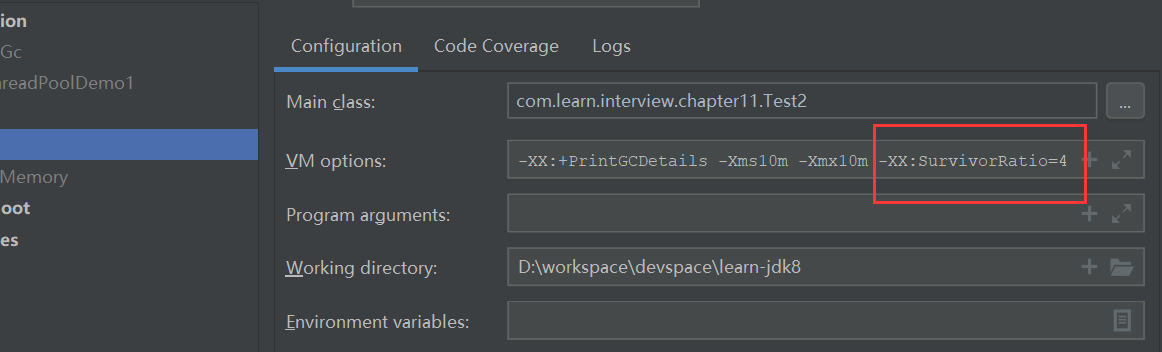 ion
Gc
readPoolDemo1
Memory
oot
es
Configuration Code Coverage Logs
Main class: com.learn.interview.chapter11.Test2 ...
VM options: -XX:+PrintGCDetails -Xms10m -Xmx10m -XX:SurvivorRatio=4
Program arguments:
Working directory: D:\workspace\devspace\learn-jdk8
Environment variables: